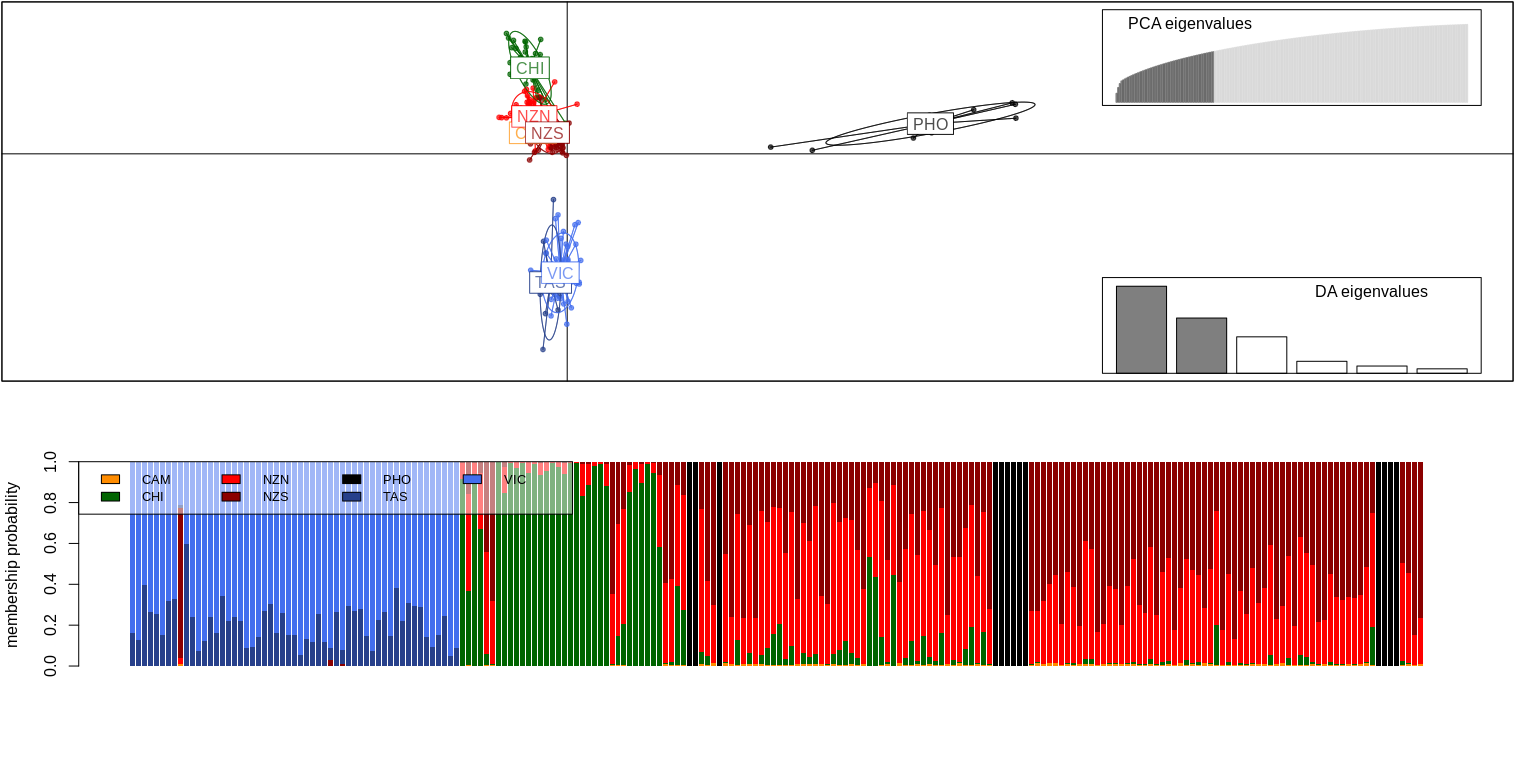 PCA eigenvalues
CHI
NZN
NZS
PHO
VIC
TAS
DA eigenvalues
membership probability
0.0
0.2
0.4
0.6
0.8
1.0
CAM NZN PHO VIC
CHI NZS TAS